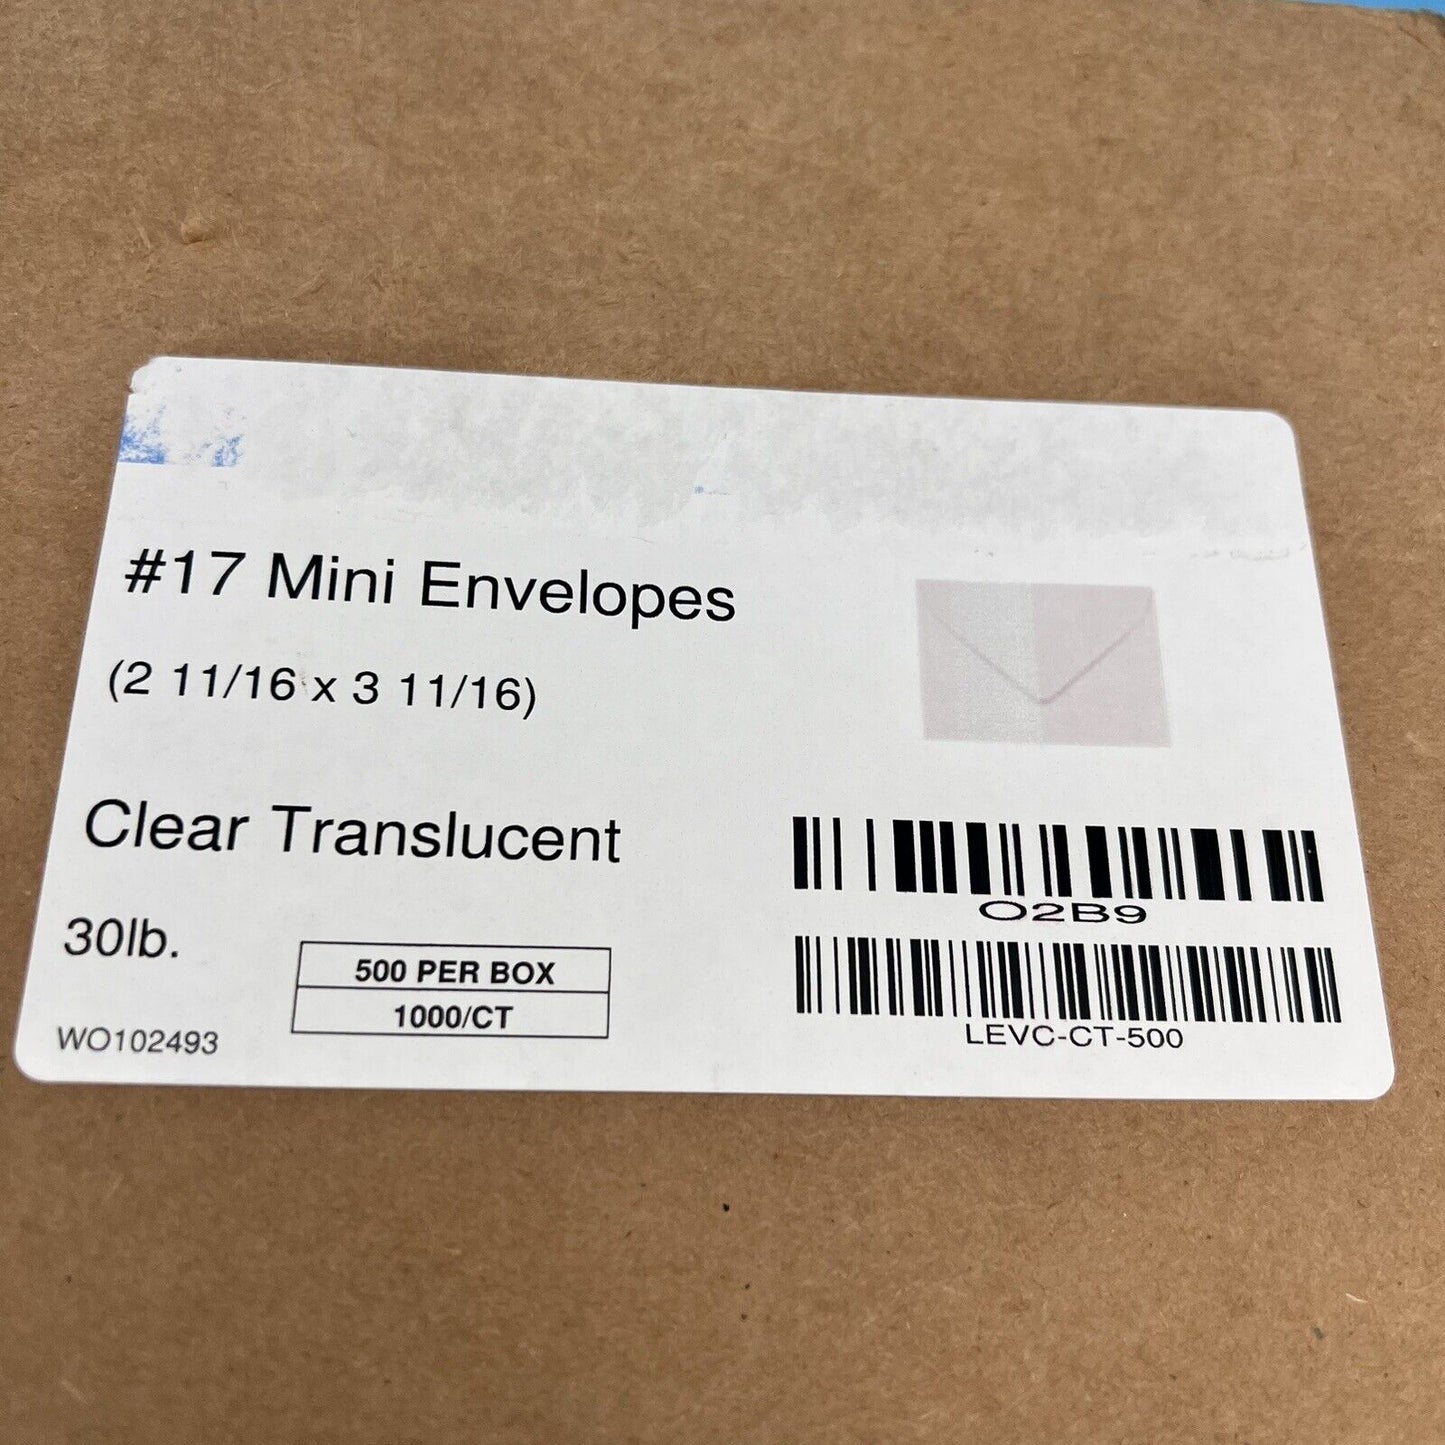 #17 Mini Envelopes
(2 11/16 x 3 11/16)
Clear Translucent
30lb.
500 PER BOX
1000/CT
WO102493
O2B9
LEVC-CT-500